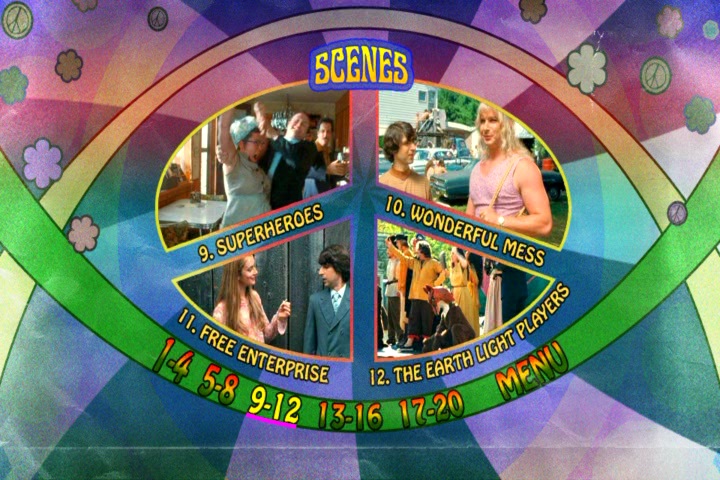 SCENES
9. SUPERHEROES
10. WONDERFUL MESS
11. FREE ENTERPRISE
12. THE EARTH LIGHT PLAYERS
1-4 5-8 9-12 13-16 17-20 MENU